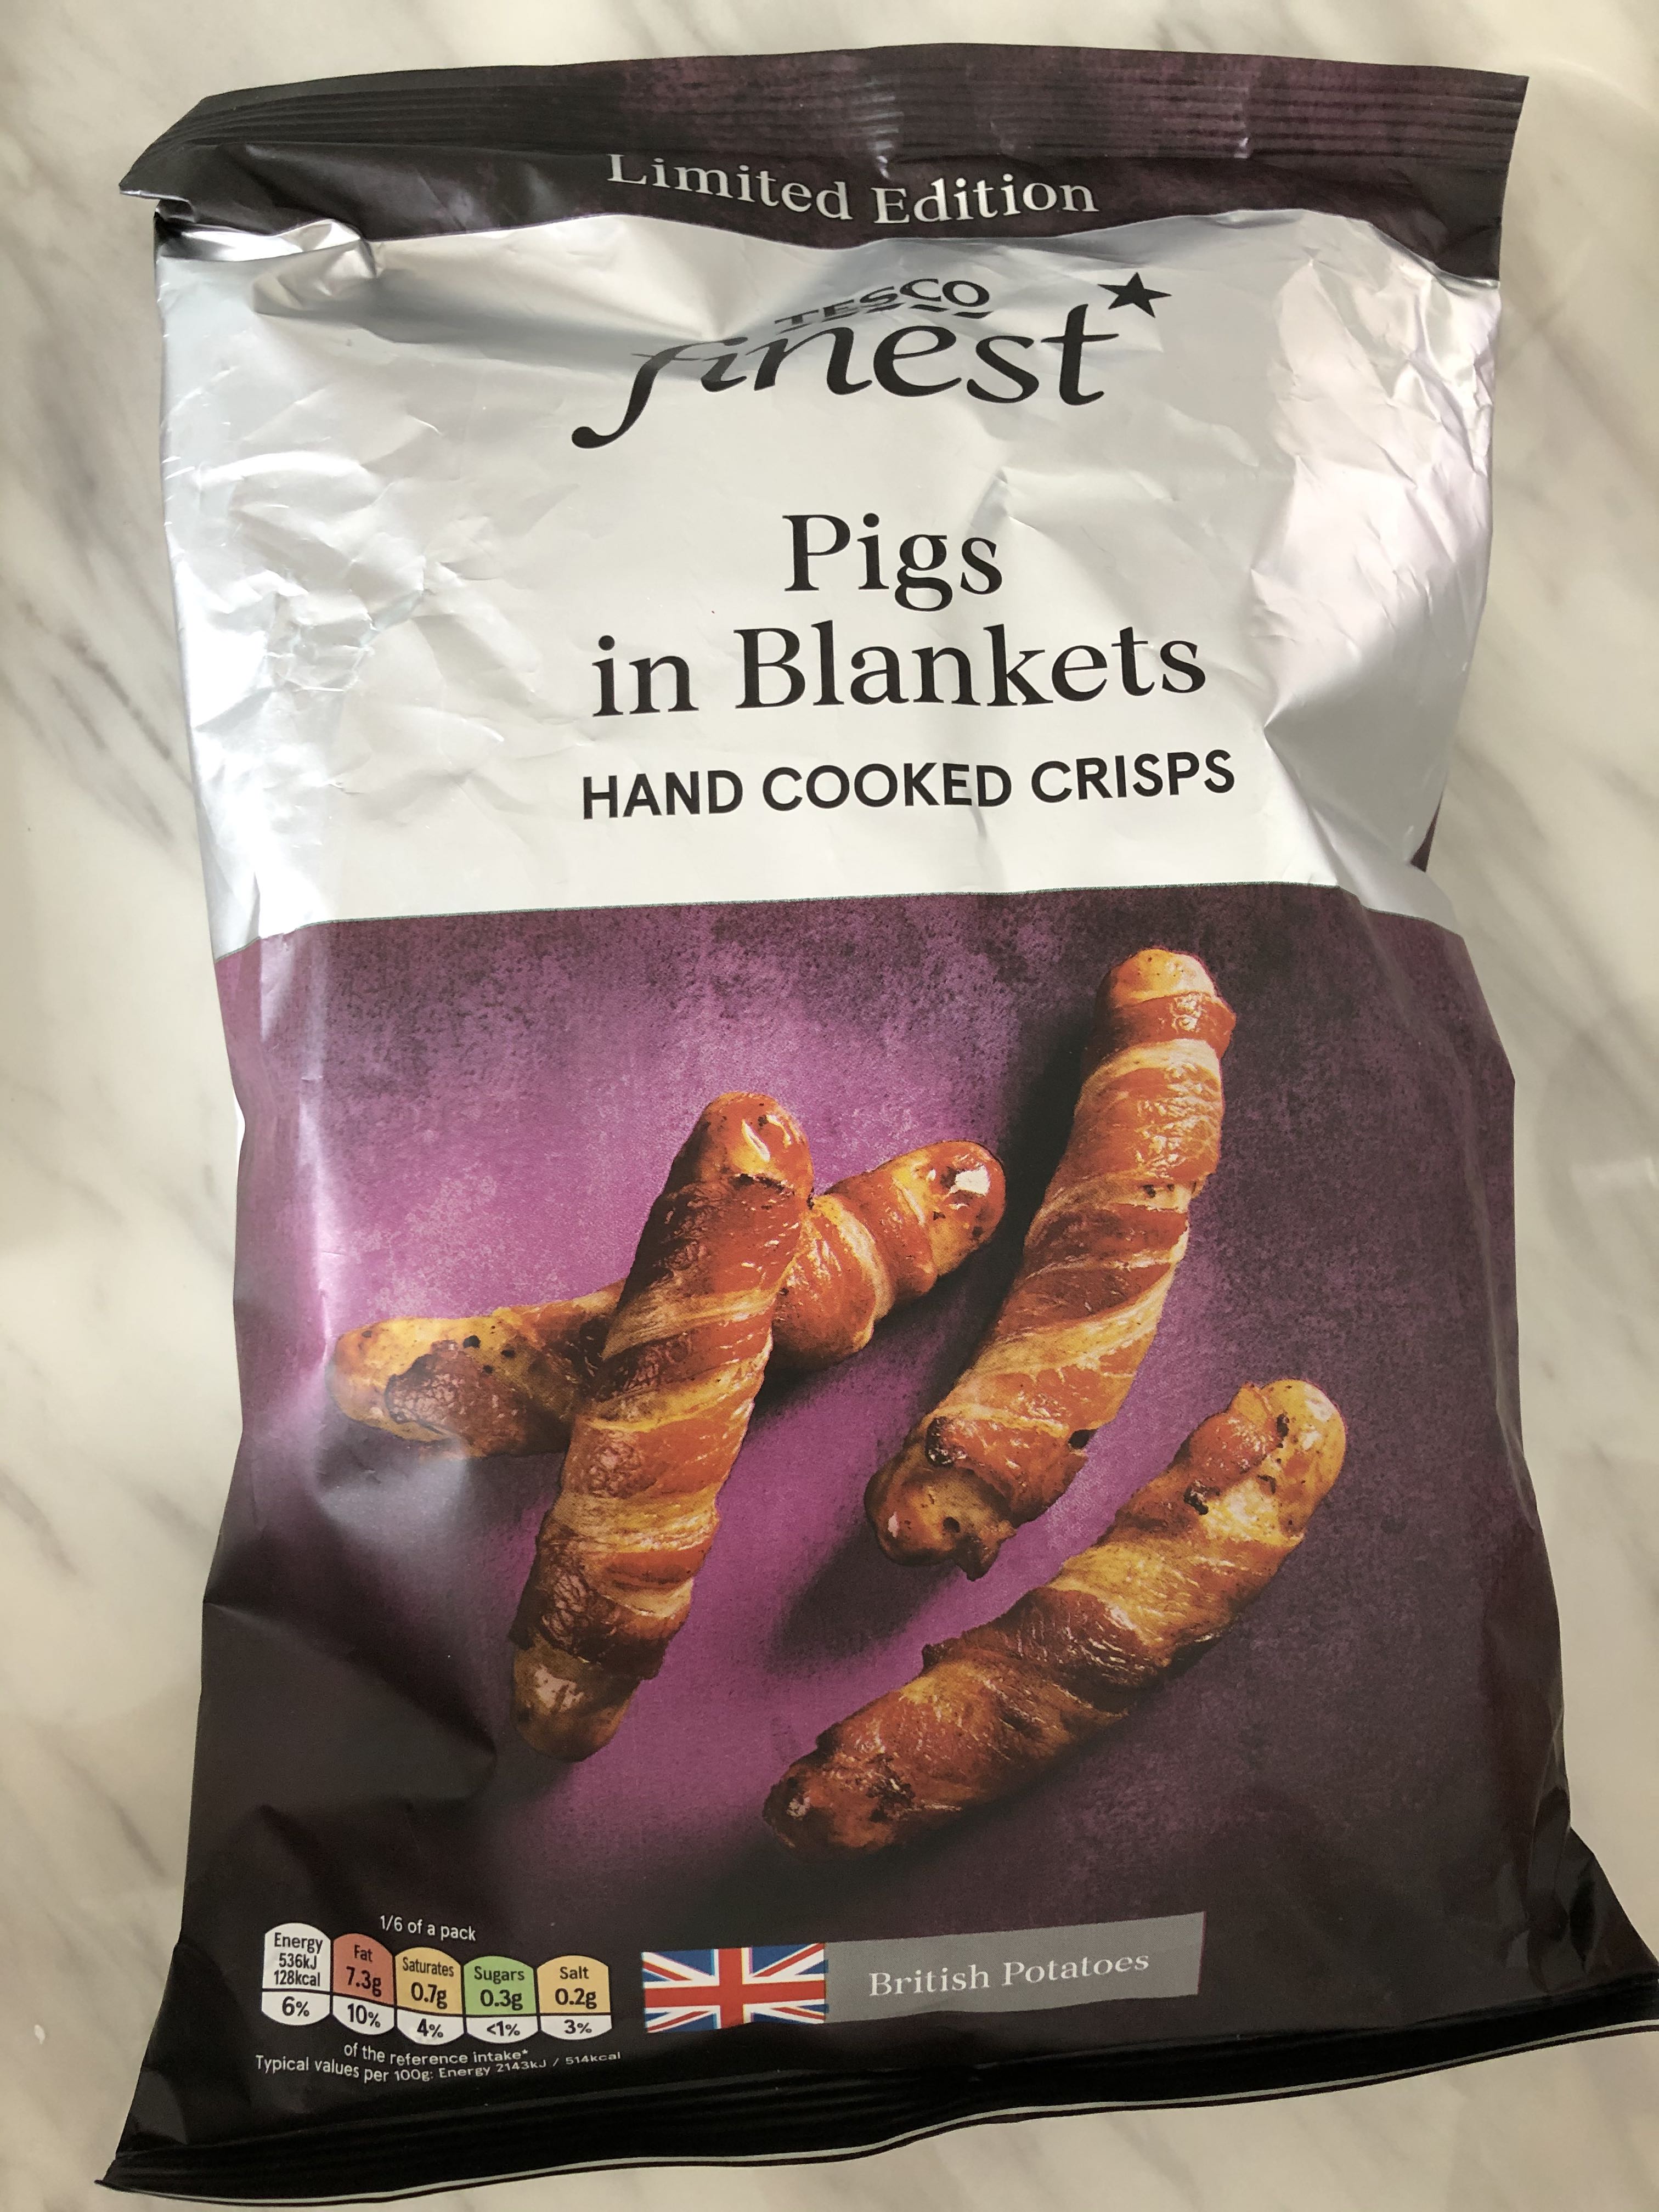 Limited Edition
TESCO
finest
Pigs
in Blankets
HAND COOKED CRISPS
1/6 of a pack
Energy 536kJ 128kcal 6%
Fat 7.3g 10%
Saturates 0.7g 4%
Sugars 0.3g <1%
Salt 0.2g 3%
of the reference intake*
Typical values per 100g: Energy 2143kJ / 514kcal
British Potatoes